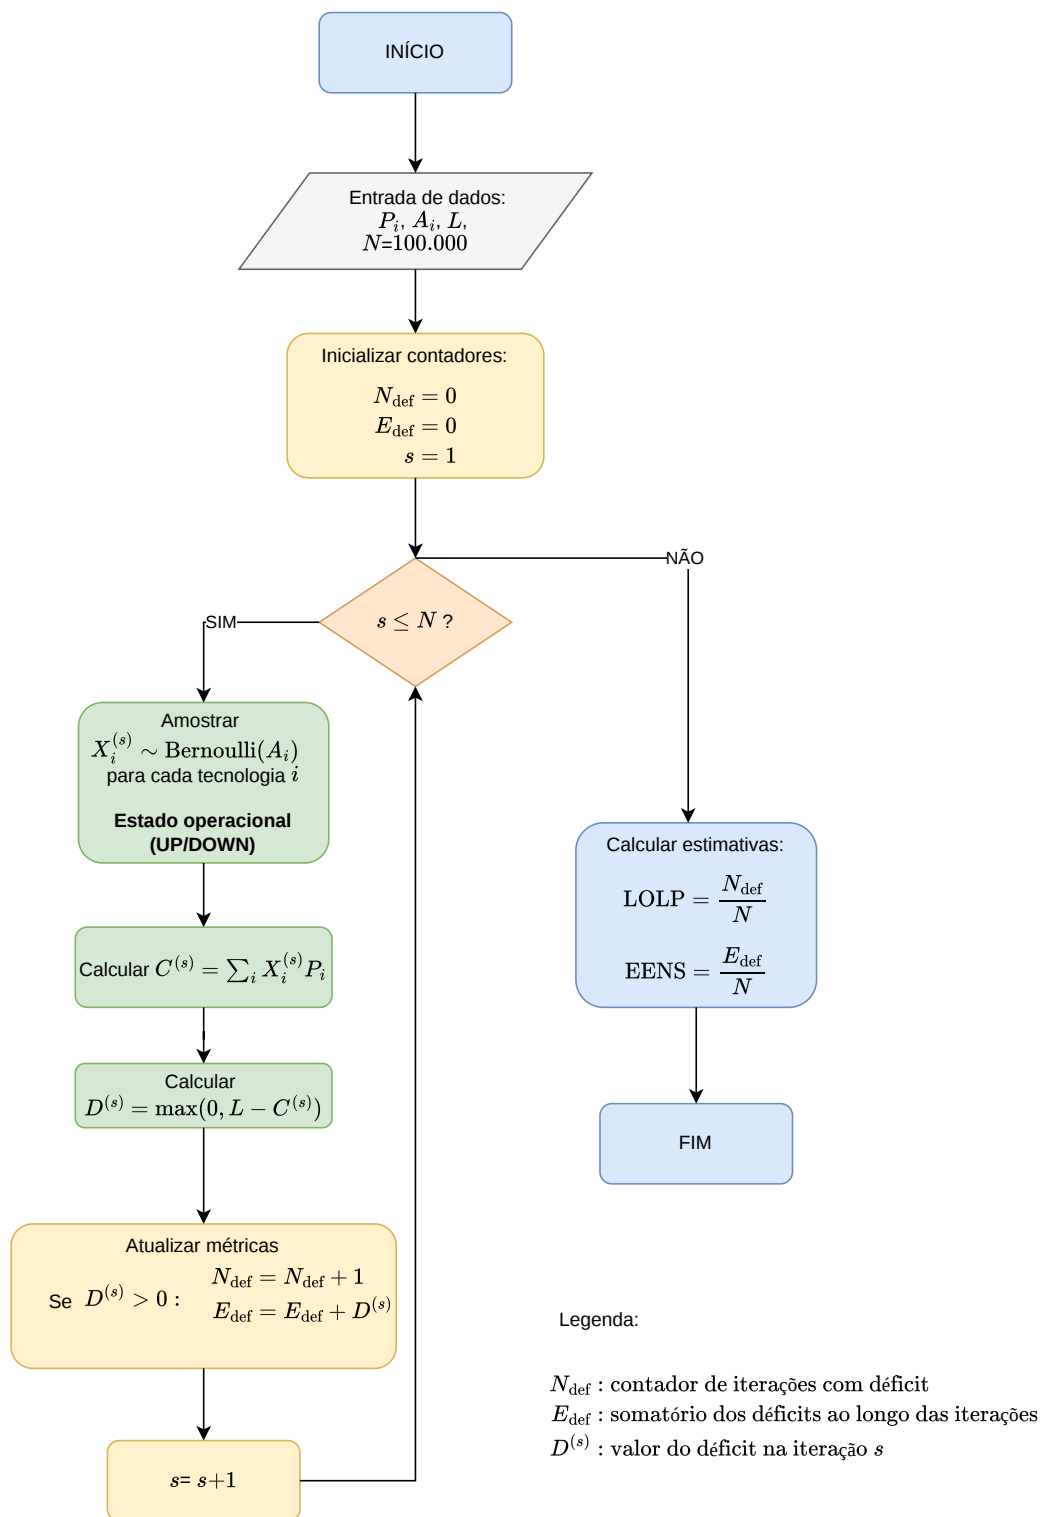 INÍCIO
Entrada de dados:
P_i, A_i, L,
N=100.000
Inicializar contadores:
N_def = 0
E_def = 0
s = 1
s ≤ N ?
NÃO
SIM
Amostrar
X_i^(s) ∼ Bernoulli(A_i)
para cada tecnologia i
Estado operacional
(UP/DOWN)
Calcular C^(s) = ∑_i X_i^(s) P_i
Calcular
D^(s) = max(0, L − C^(s))
Atualizar métricas
Se D^(s) > 0 :
N_def = N_def + 1
E_def = E_def + D^(s)
s= s+1
Calcular estimativas:
LOLP = N_def / N
EENS = E_def / N
FIM
Legenda:
N_def : contador de iterações com déficit
E_def : somatório dos déficits ao longo das iterações
D^(s) : valor do déficit na iteração s